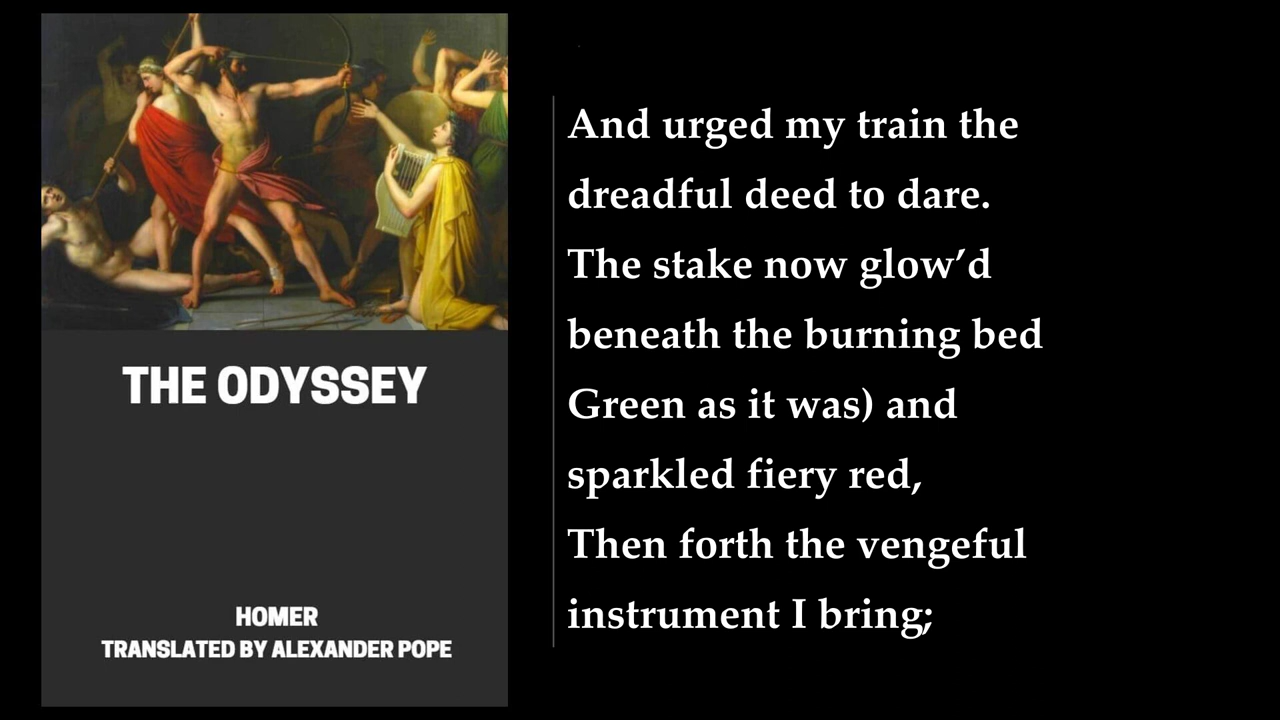 THE ODYSSEY
HOMER
TRANSLATED BY ALEXANDER POPE
And urged my train the
dreadful deed to dare.
The stake now glow’d
beneath the burning bed
Green as it was) and
sparkled fiery red,
Then forth the vengeful
instrument I bring;